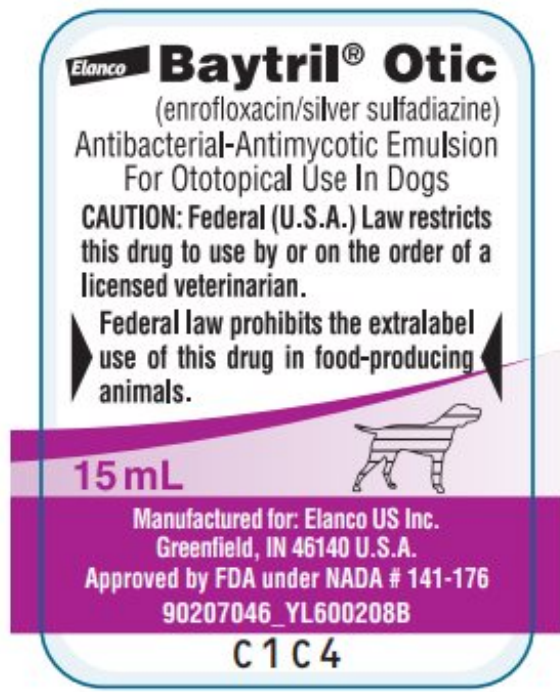 Elanco Baytril® Otic
(enrofloxacin/silver sulfadiazine)
Antibacterial-Antimycotic Emulsion
For Ototopical Use In Dogs
CAUTION: Federal (U.S.A.) Law restricts
this drug to use by or on the order of a
licensed veterinarian.
Federal law prohibits the extralabel
use of this drug in food-producing
animals.
15 mL
Manufactured for: Elanco US Inc.
Greenfield, IN 46140 U.S.A.
Approved by FDA under NADA # 141-176
90207046_YL600208B
C 1 C 4